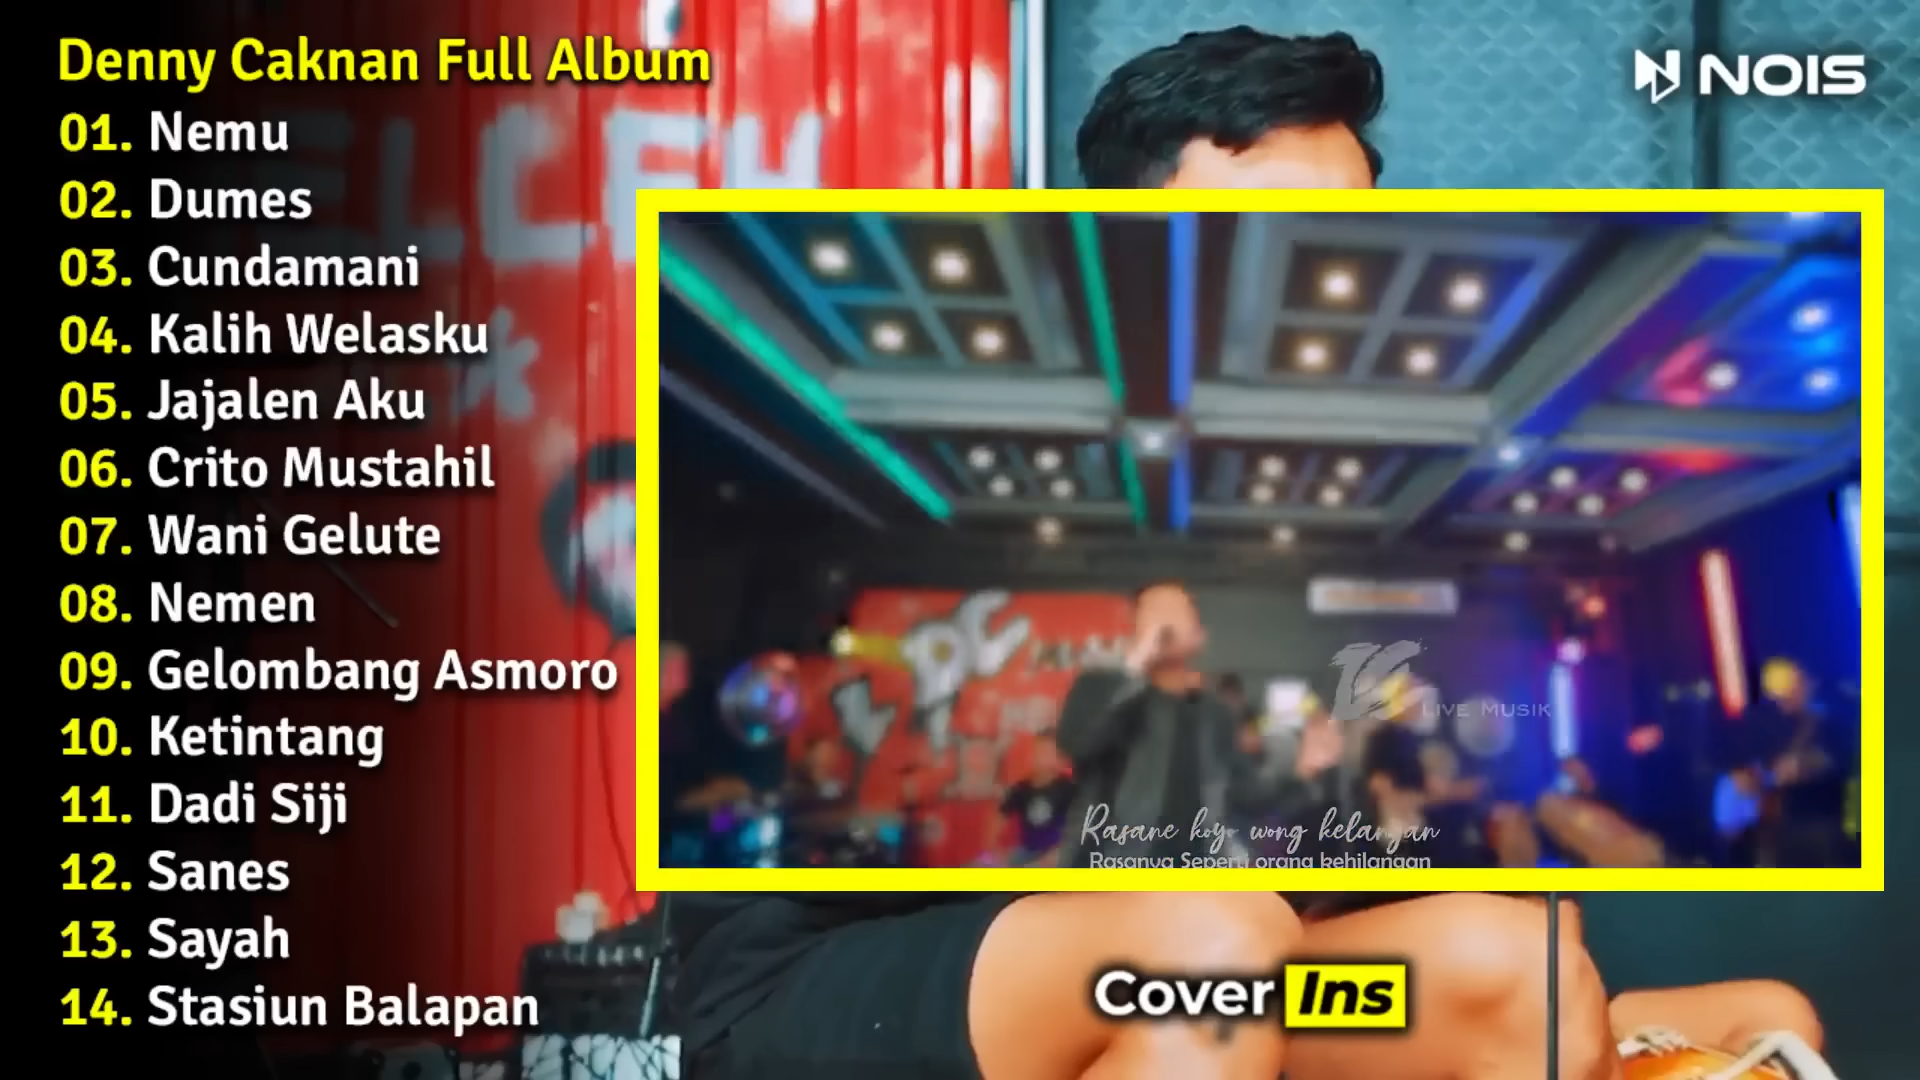 Denny Caknan Full Album
01. Nemu
02. Dumes
03. Cundamani
04. Kalih Welasku
05. Jajalen Aku
06. Crito Mustahil
07. Wani Gelute
08. Nemen
09. Gelombang Asmoro
10. Ketintang
11. Dadi Siji
12. Sanes
13. Sayah
14. Stasiun Balapan
NOIS
DC
LIVE MUSIK
Rasane koyo wong kelangan
Rasanya Seperti orang kehilangan
Cover Ins